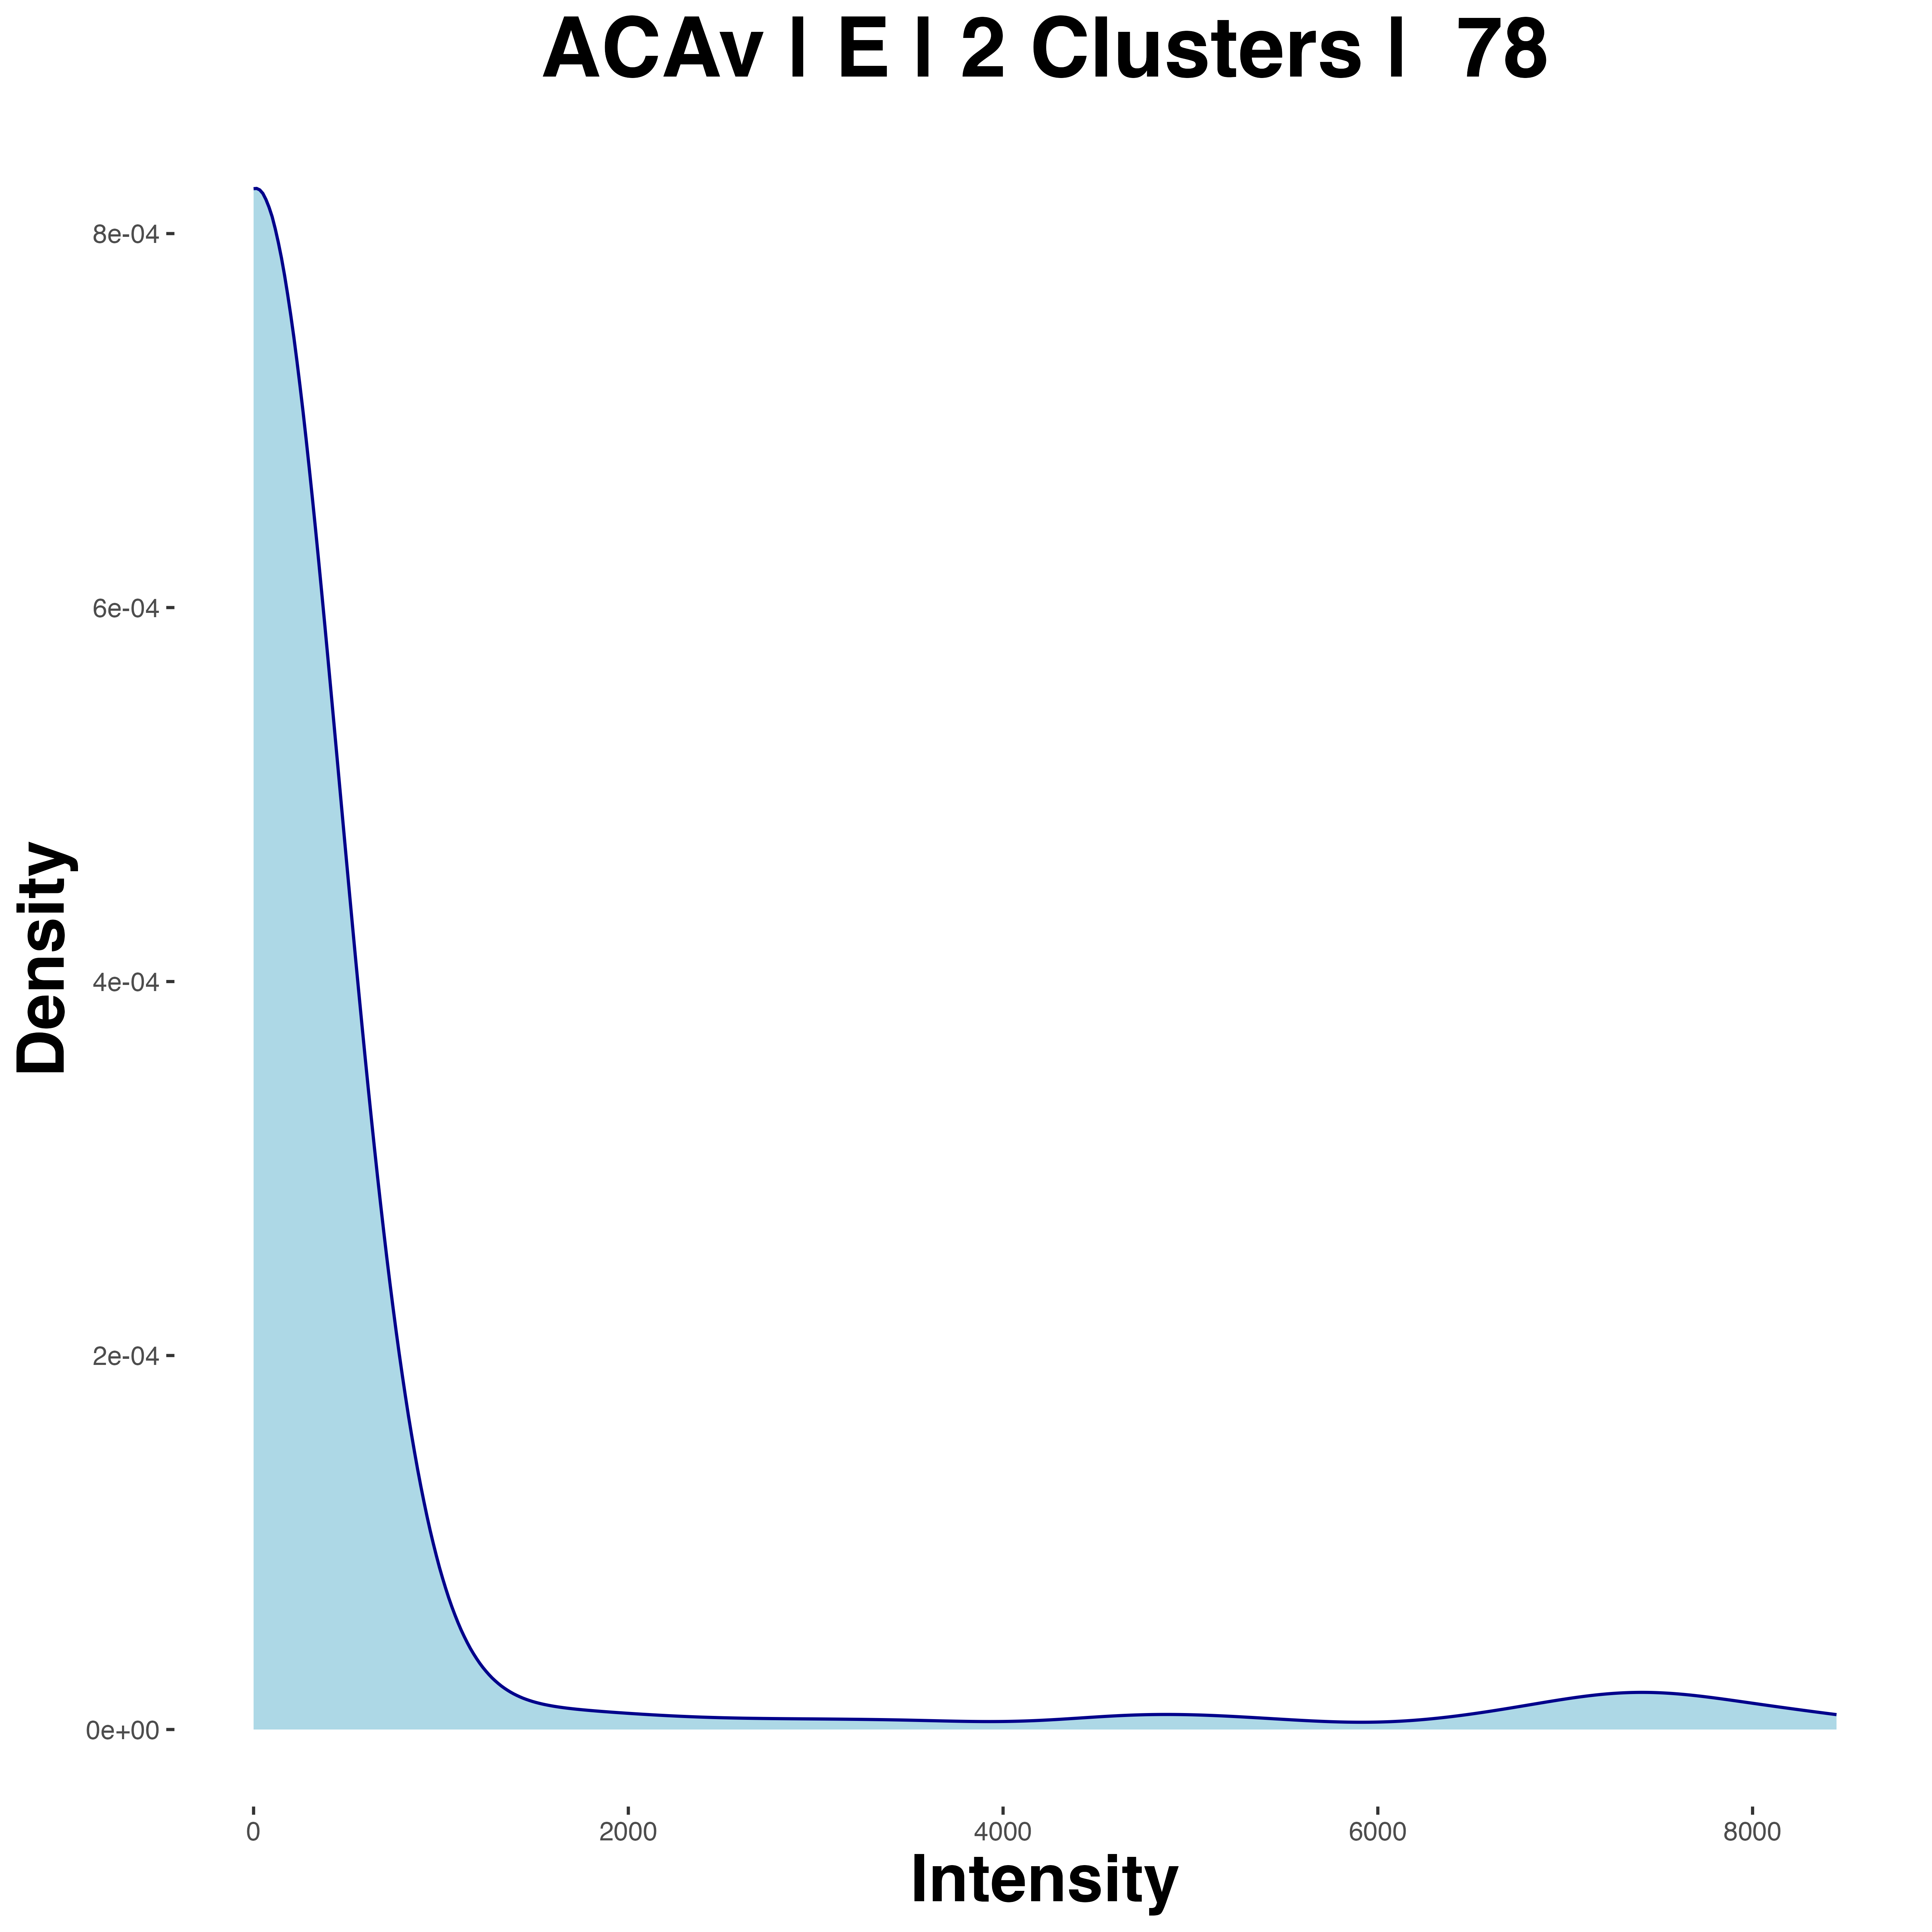 ACAv | E | 2 Clusters |  78
8e-04
6e-04
4e-04
2e-04
0e+00
Density
0 2000 4000 6000 8000
Intensity